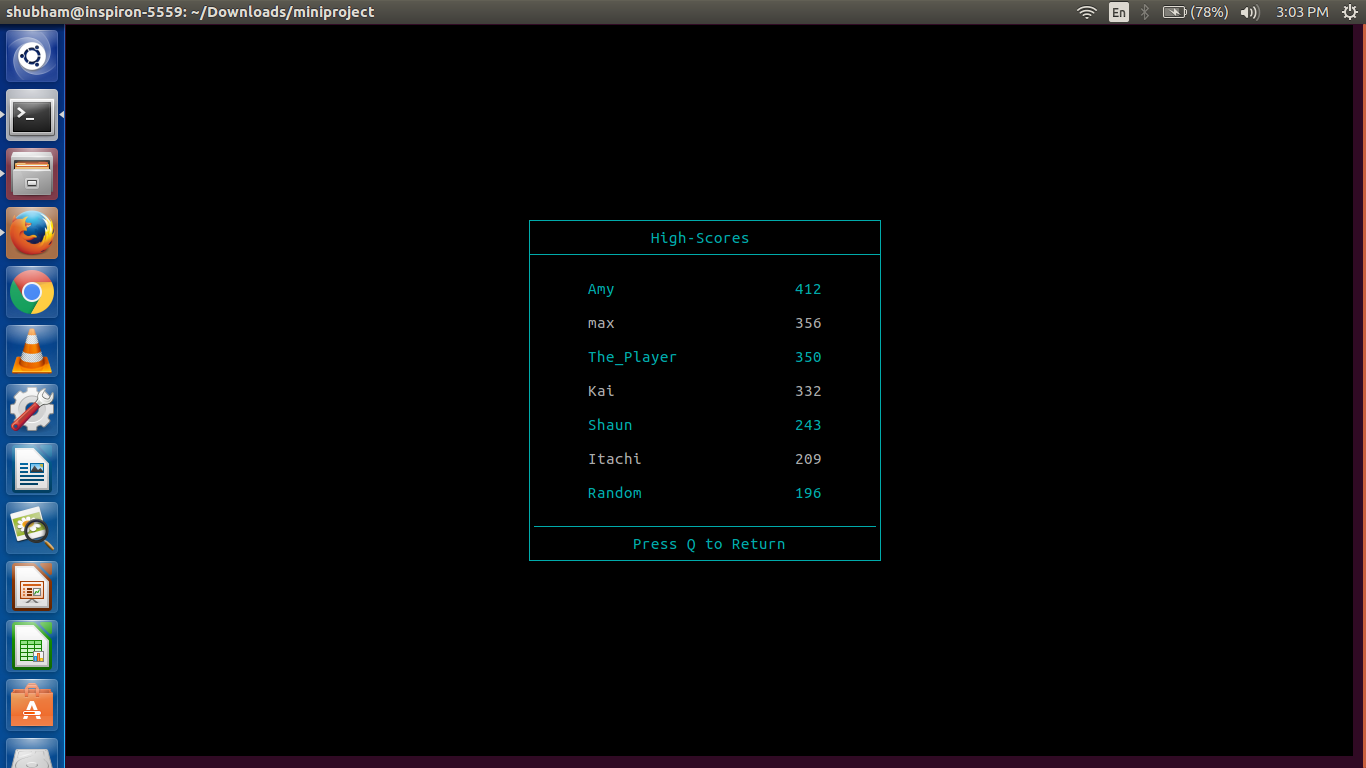 shubham@inspiron-5559: ~/Downloads/miniproject En (78%) 3:03 PM
High-Scores
Amy 412
max 356
The_Player 350
Kai 332
Shaun 243
Itachi 209
Random 196
Press Q to Return